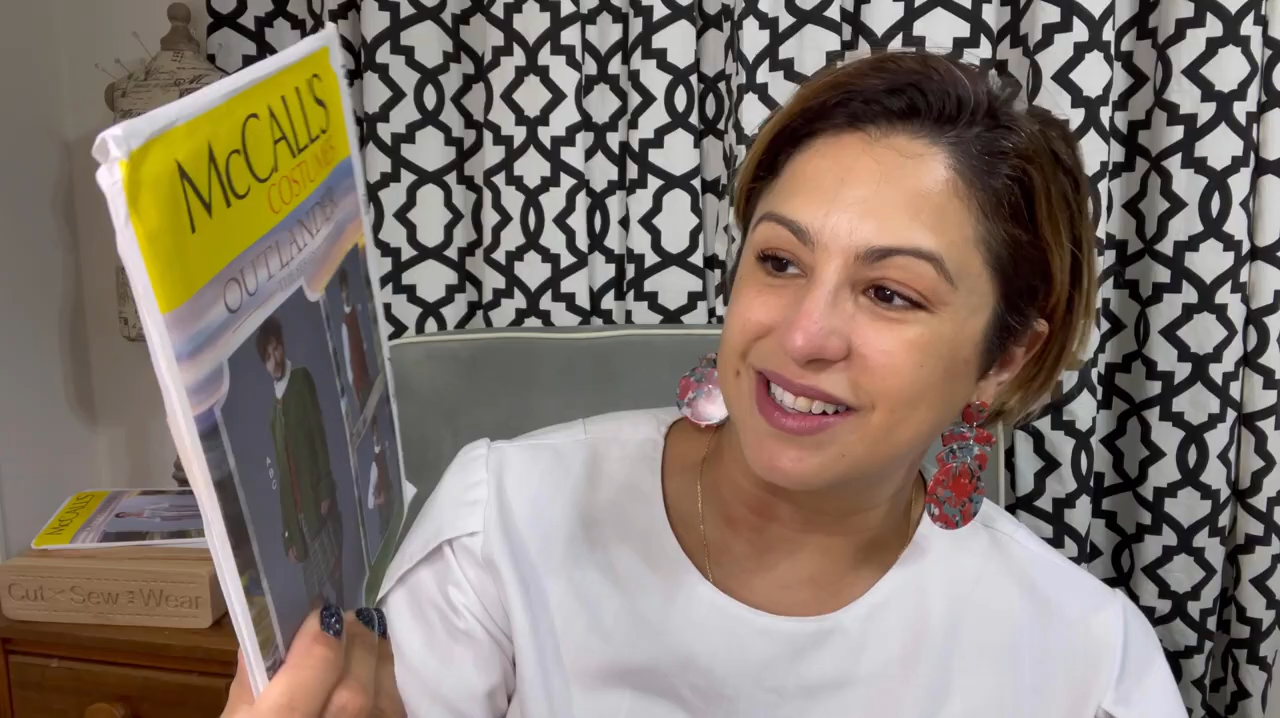 McCALL'S
COSTUMES
OUTLANDER
A B G
McCALL'S
Cut Sew Wear